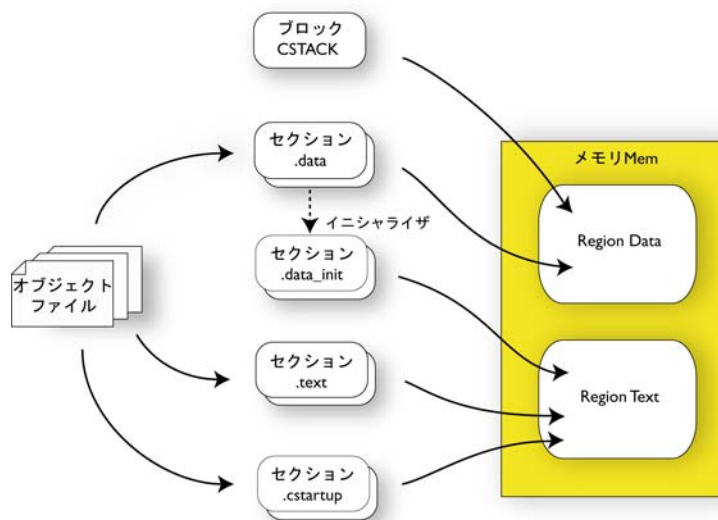 ブロック
CSTACK
セクション
.data
イニシャライザ
セクション
.data_init
オブジェクト
ファイル
セクション
.text
セクション
.cstartup
メモリMem
Region Data
Region Text